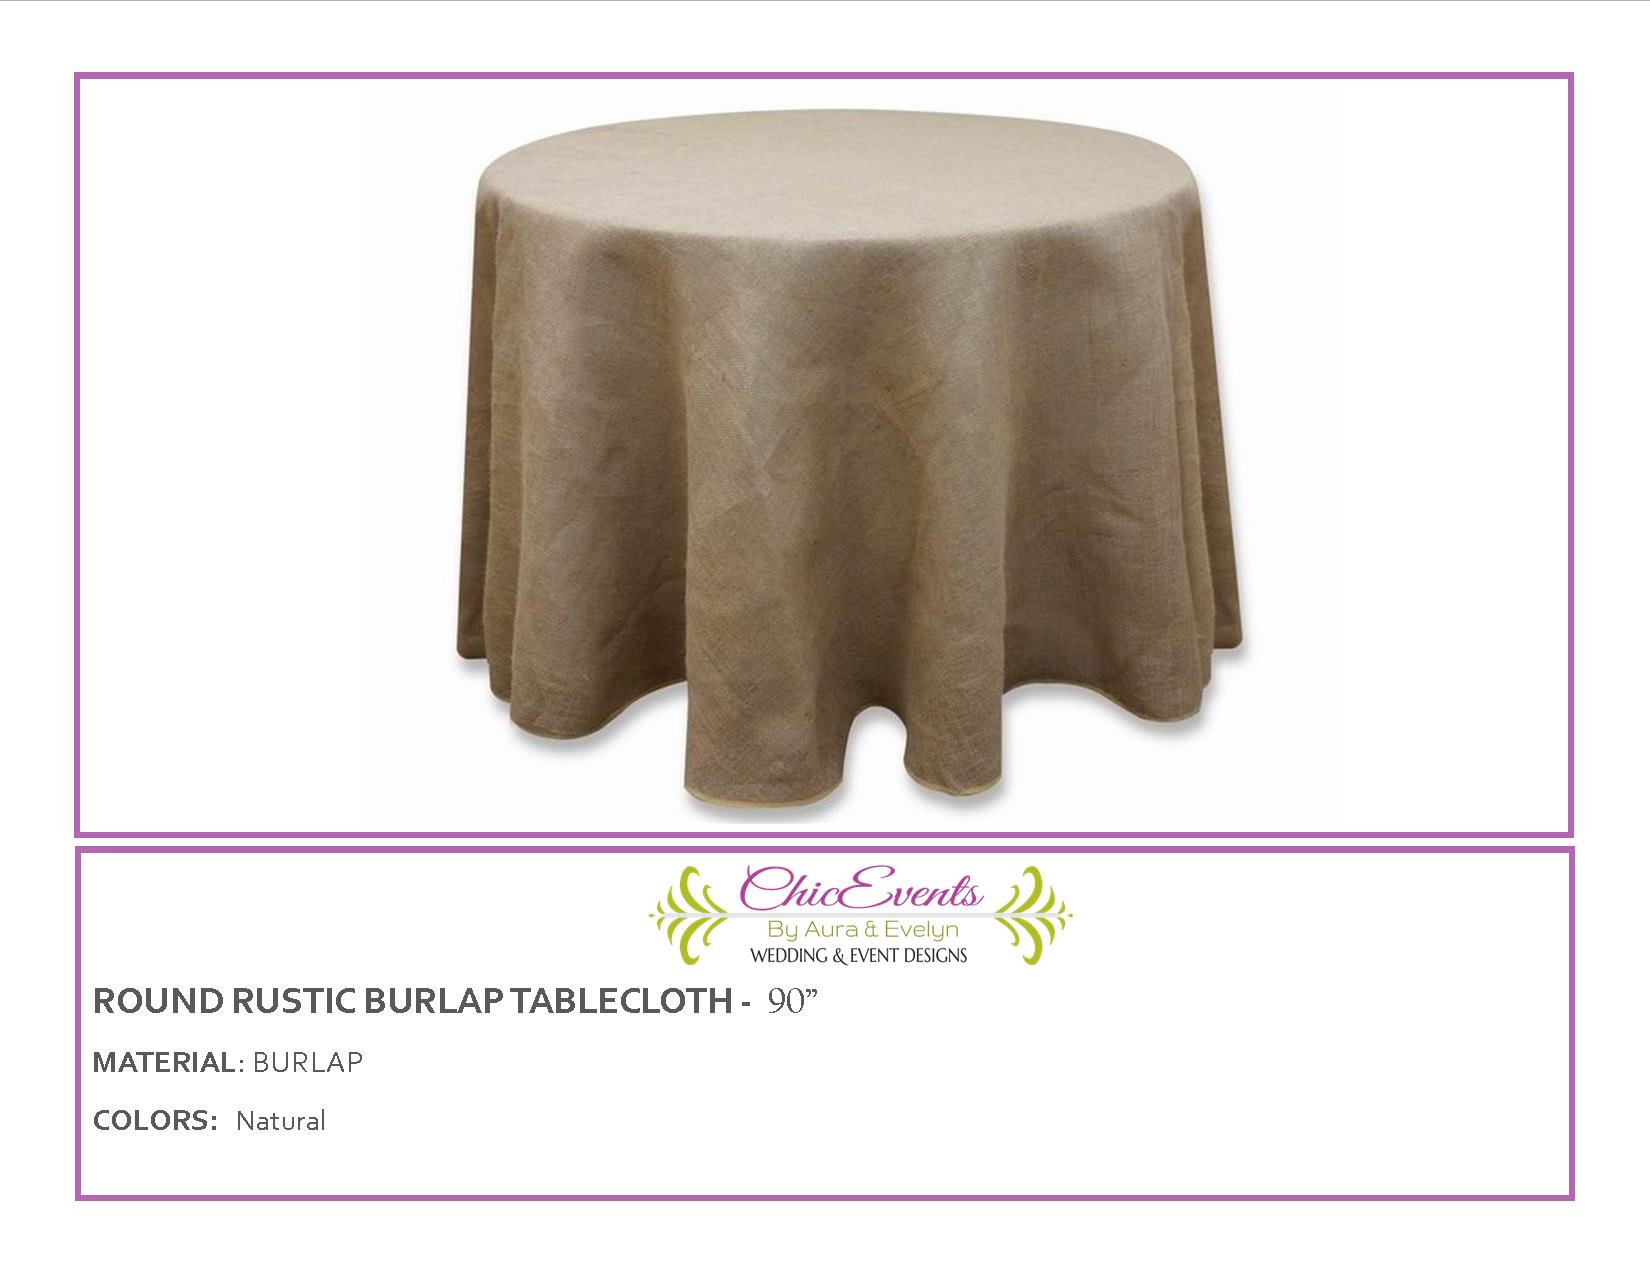 ChicEvents
By Aura & Evelyn
WEDDING & EVENT DESIGNS
ROUND RUSTIC BURLAP TABLECLOTH - 90”
MATERIAL: BURLAP
COLORS: Natural